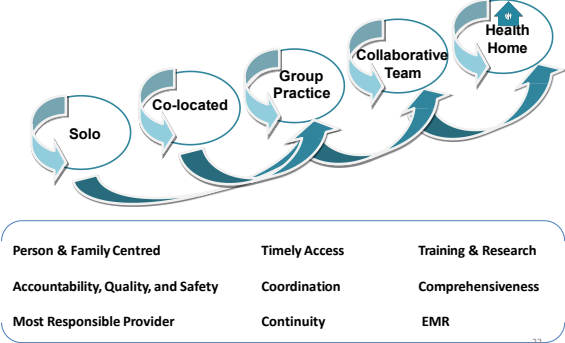 Health
Home
Collaborative
Team
Group
Practice
Co-located
Solo
Person & Family Centred
Timely Access
Training & Research
Accountability, Quality, and Safety
Coordination
Comprehensiveness
Most Responsible Provider
Continuity
EMR